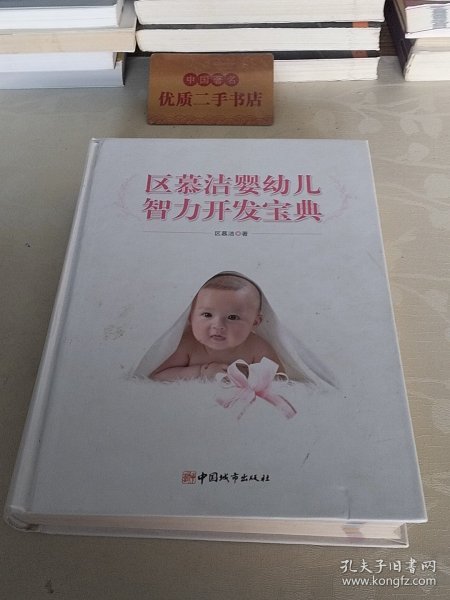 中国著名
优质二手书店
区慕洁婴幼儿
智力开发宝典
区慕洁◎著
中国城市出版社
孔夫子旧书网
www.kongfz.com